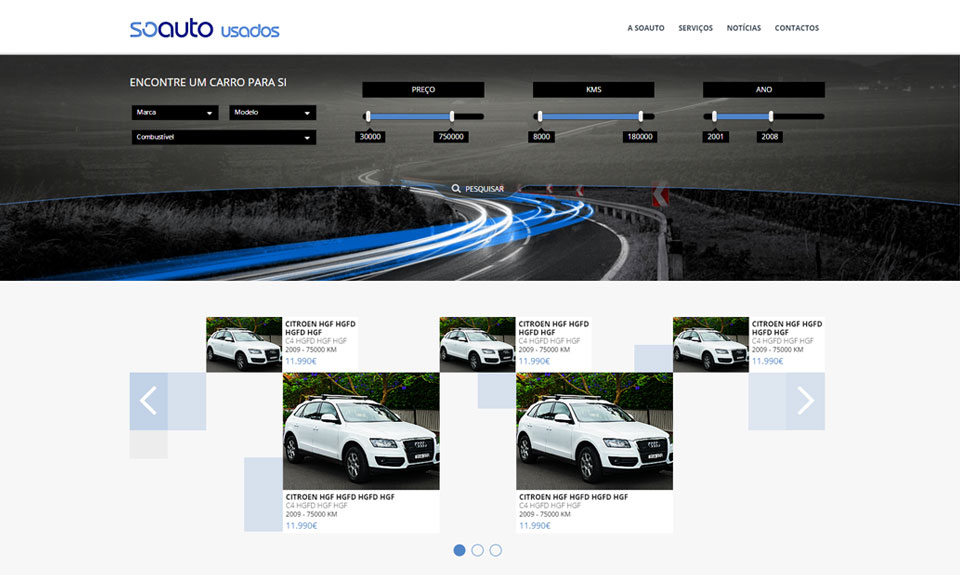 soauto usados
A SOAUTO SERVIÇOS NOTÍCIAS CONTACTOS
ENCONTRE UM CARRO PARA SI
Marca Modelo
Combustível
PREÇO
30000 750000
KMS
8000 180000
ANO
2001 2008
PESQUISAR
CITROEN HGF HGFD
HGFD HGF
C4 HGFD HGF HGF
2009 - 75000 KM
11.990€
CITROEN HGF HGFD
HGFD HGF
C4 HGFD HGF HGF
2009 - 75000 KM
11.990€
CITROEN HGF HGFD
HGFD HGF
C4 HGFD HGF HGF
2009 - 75000 KM
11.990€
CITROEN HGF HGFD HGFD HGF
C4 HGFD HGF HGF
2009 - 75000 KM
11.990€
CITROEN HGF HGFD HGFD HGF
C4 HGFD HGF HGF
2009 - 75000 KM
11.990€